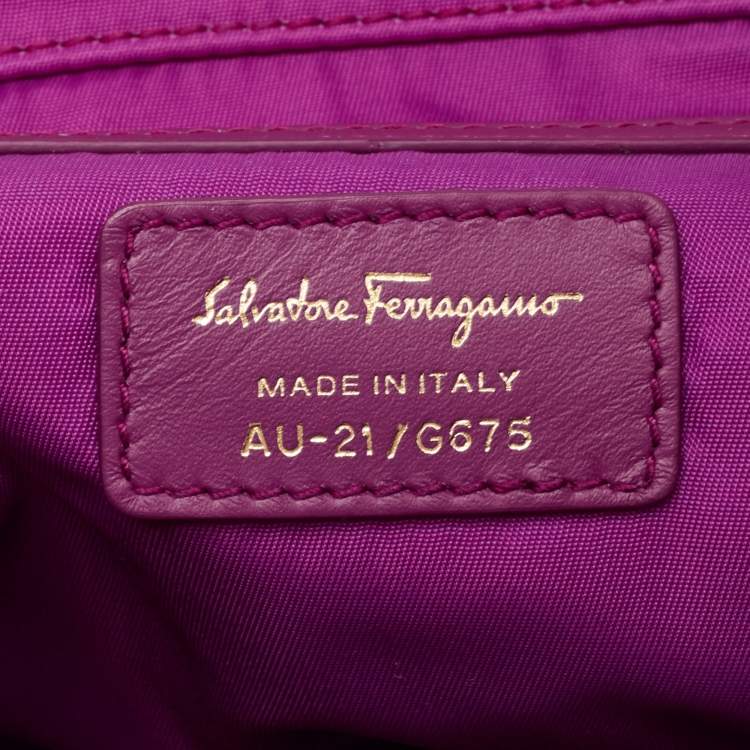 Salvatore Ferragamo
MADE IN ITALY
AU-21/G675